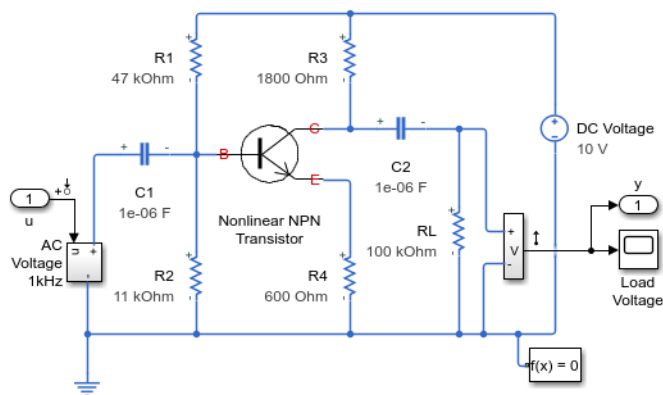 R1
47 kOhm
R3
1800 Ohm
+
-
+
-
B
C
E
+
-
+
-
DC Voltage
10 V
+
-
C1
1e-06 F
C2
1e-06 F
Nonlinear NPN
Transistor
1
u
+
AC
Voltage
1kHz
u
+
-
R2
11 kOhm
+
-
R4
600 Ohm
+
-
RL
100 kOhm
+
-
+
V
-
y
1
Load
Voltage
f(x) = 0